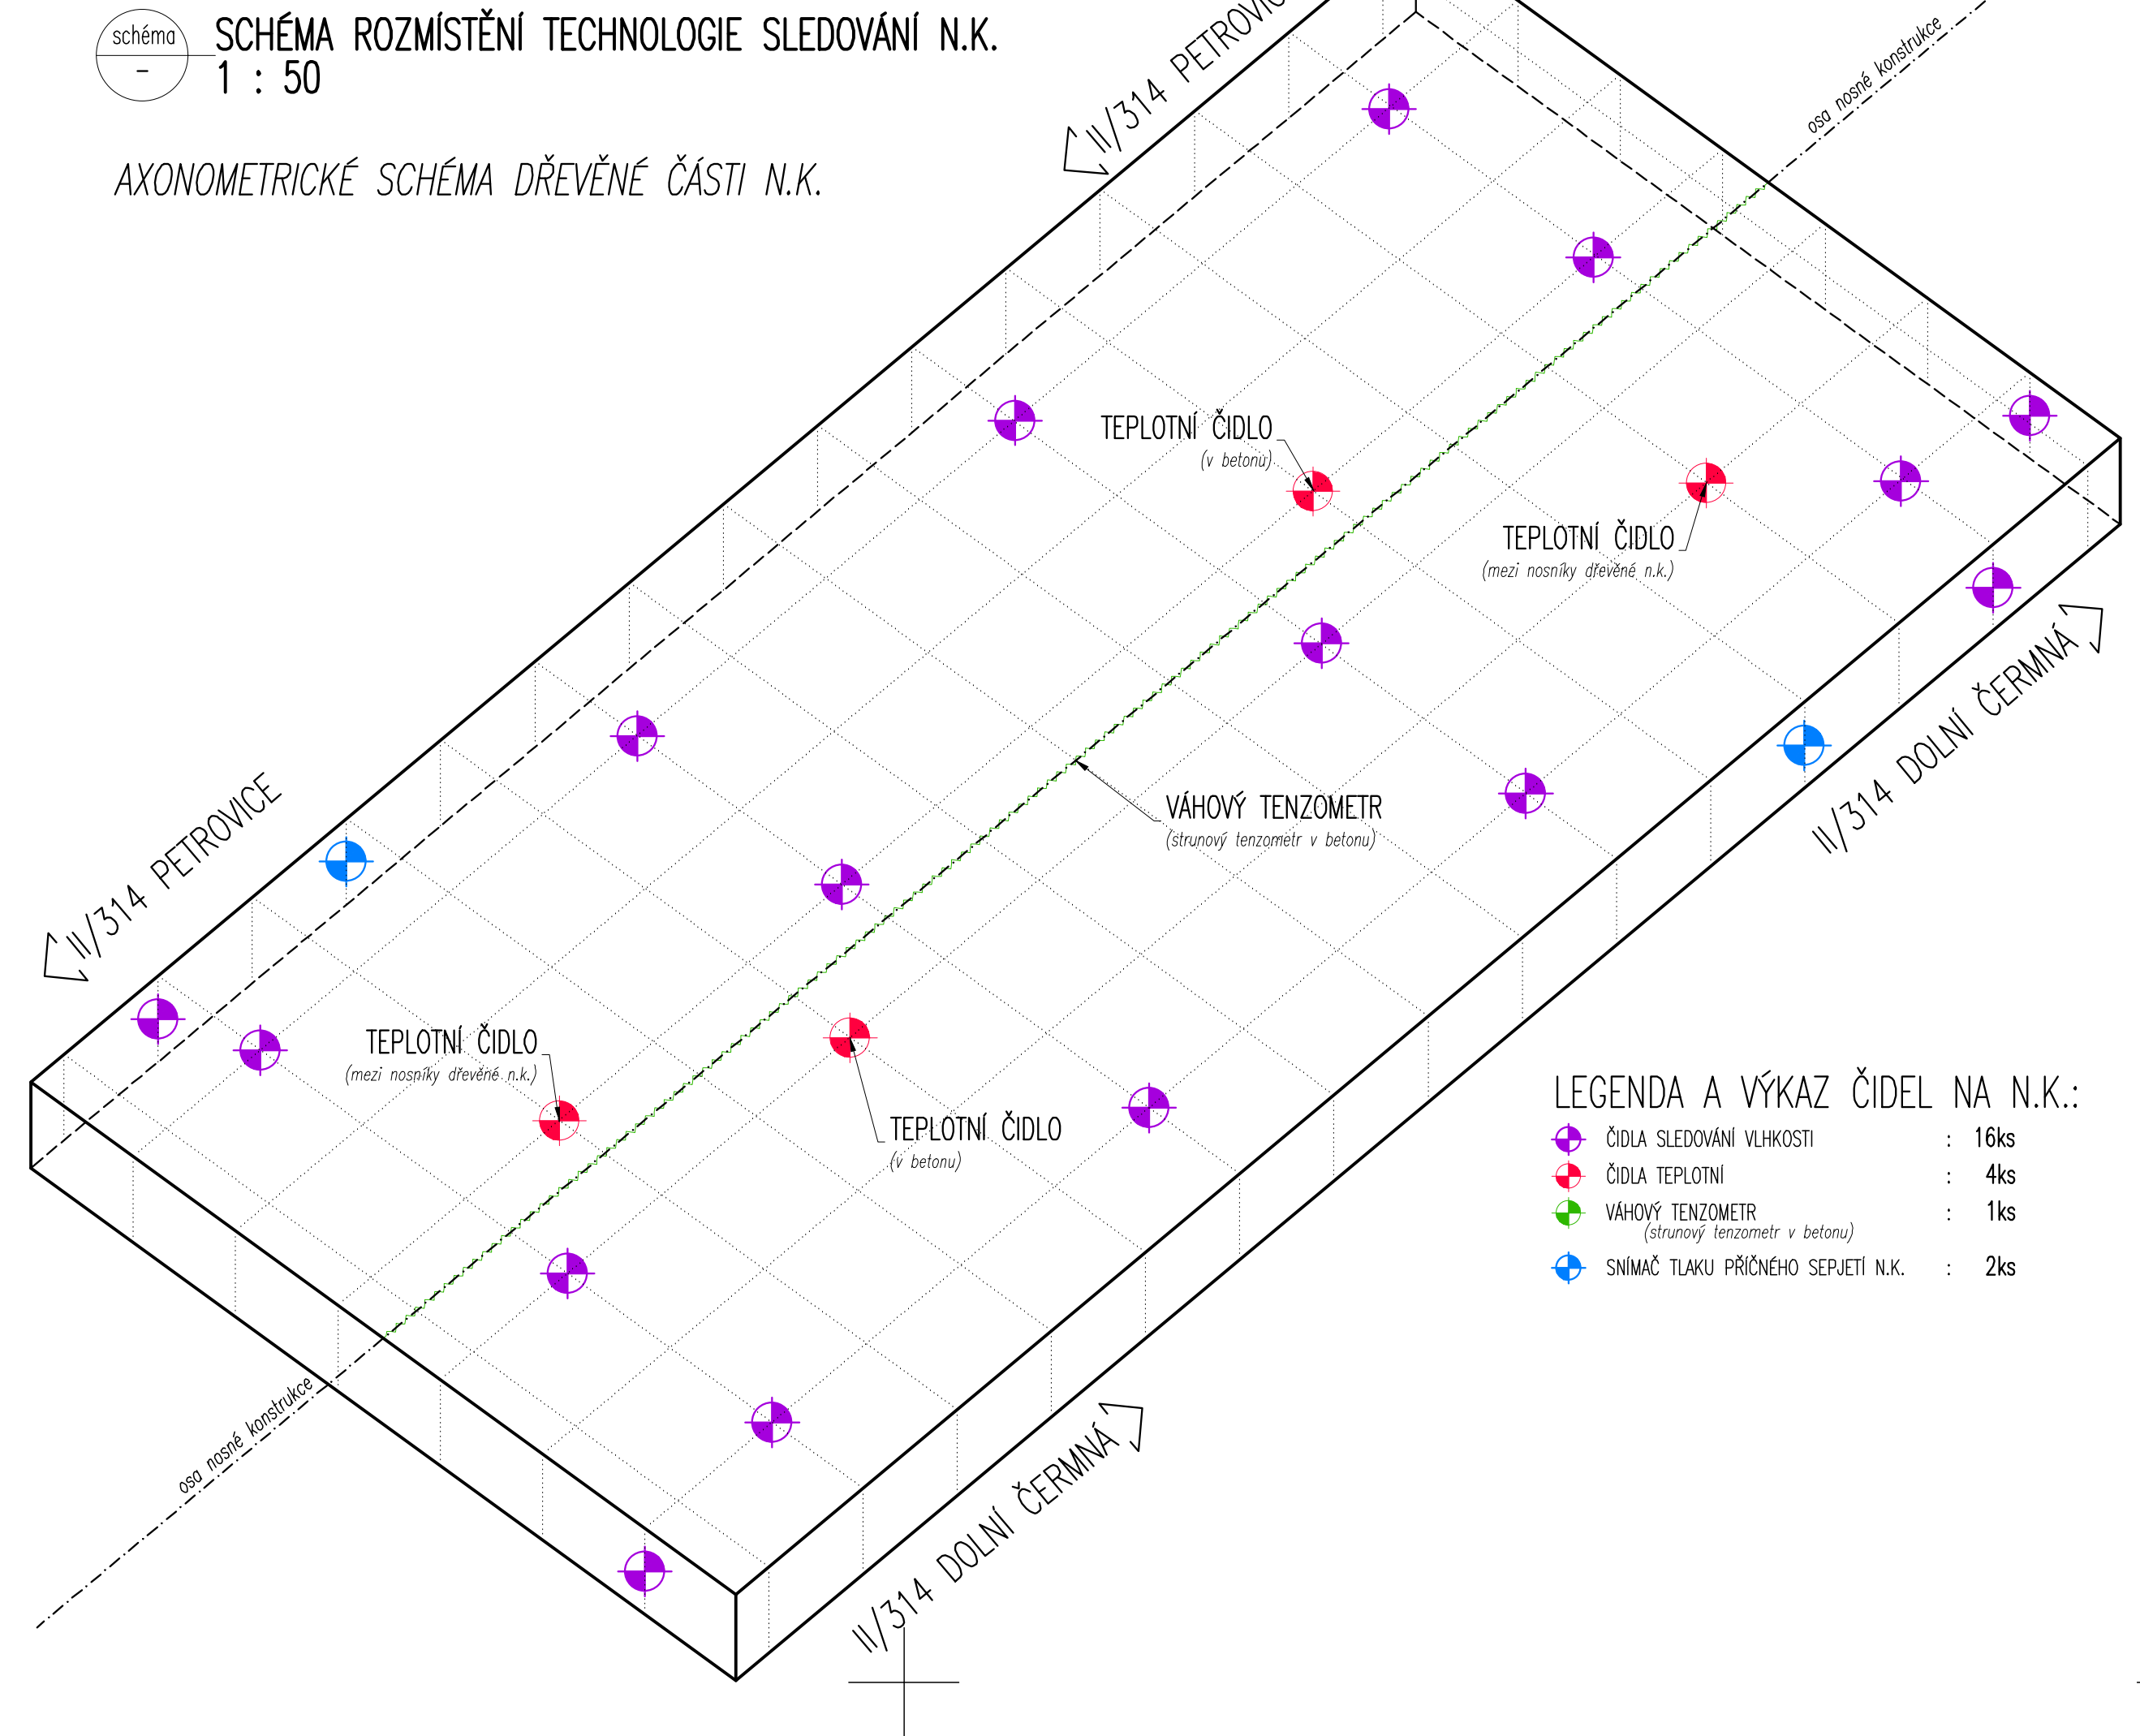 schéma
–
SCHÉMA ROZMÍSTĚNÍ TECHNOLOGIE SLEDOVÁNÍ N.K.
1 : 50
AXONOMETRICKÉ SCHÉMA DŘEVĚNÉ ČÁSTI N.K.
II/314 PETROVIC
osa nosné konstrukce
TEPLOTNÍ ČIDLO
(v betonu)
TEPLOTNÍ ČIDLO
(mezi nosníky dřevěné n.k.)
II/314 DOLNÍ ČERMNÁ
VÁHOVÝ TENZOMETR
(strunový tenzometr v betonu)
II/314 PETROVICE
TEPLOTNÍ ČIDLO
(mezi nosníky dřevěné n.k.)
TEPLOTNÍ ČIDLO
(v betonu)
osa nosné konstrukce
II/314 DOLNÍ ČERMNÁ
LEGENDA A VÝKAZ ČIDEL NA N.K.:
ČIDLA SLEDOVÁNÍ VLHKOSTI : 16ks
ČIDLA TEPLOTNÍ : 4ks
VÁHOVÝ TENZOMETR : 1ks
(strunový tenzometr v betonu)
SNÍMAČ TLAKU PŘÍČNÉHO SEPJETÍ N.K. : 2ks